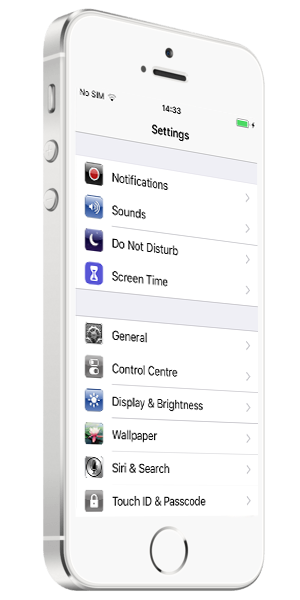 No SIM
14:33
Settings
Notifications
Sounds
Do Not Disturb
Screen Time
General
Control Centre
Display & Brightness
Wallpaper
Siri & Search
Touch ID & Passcode